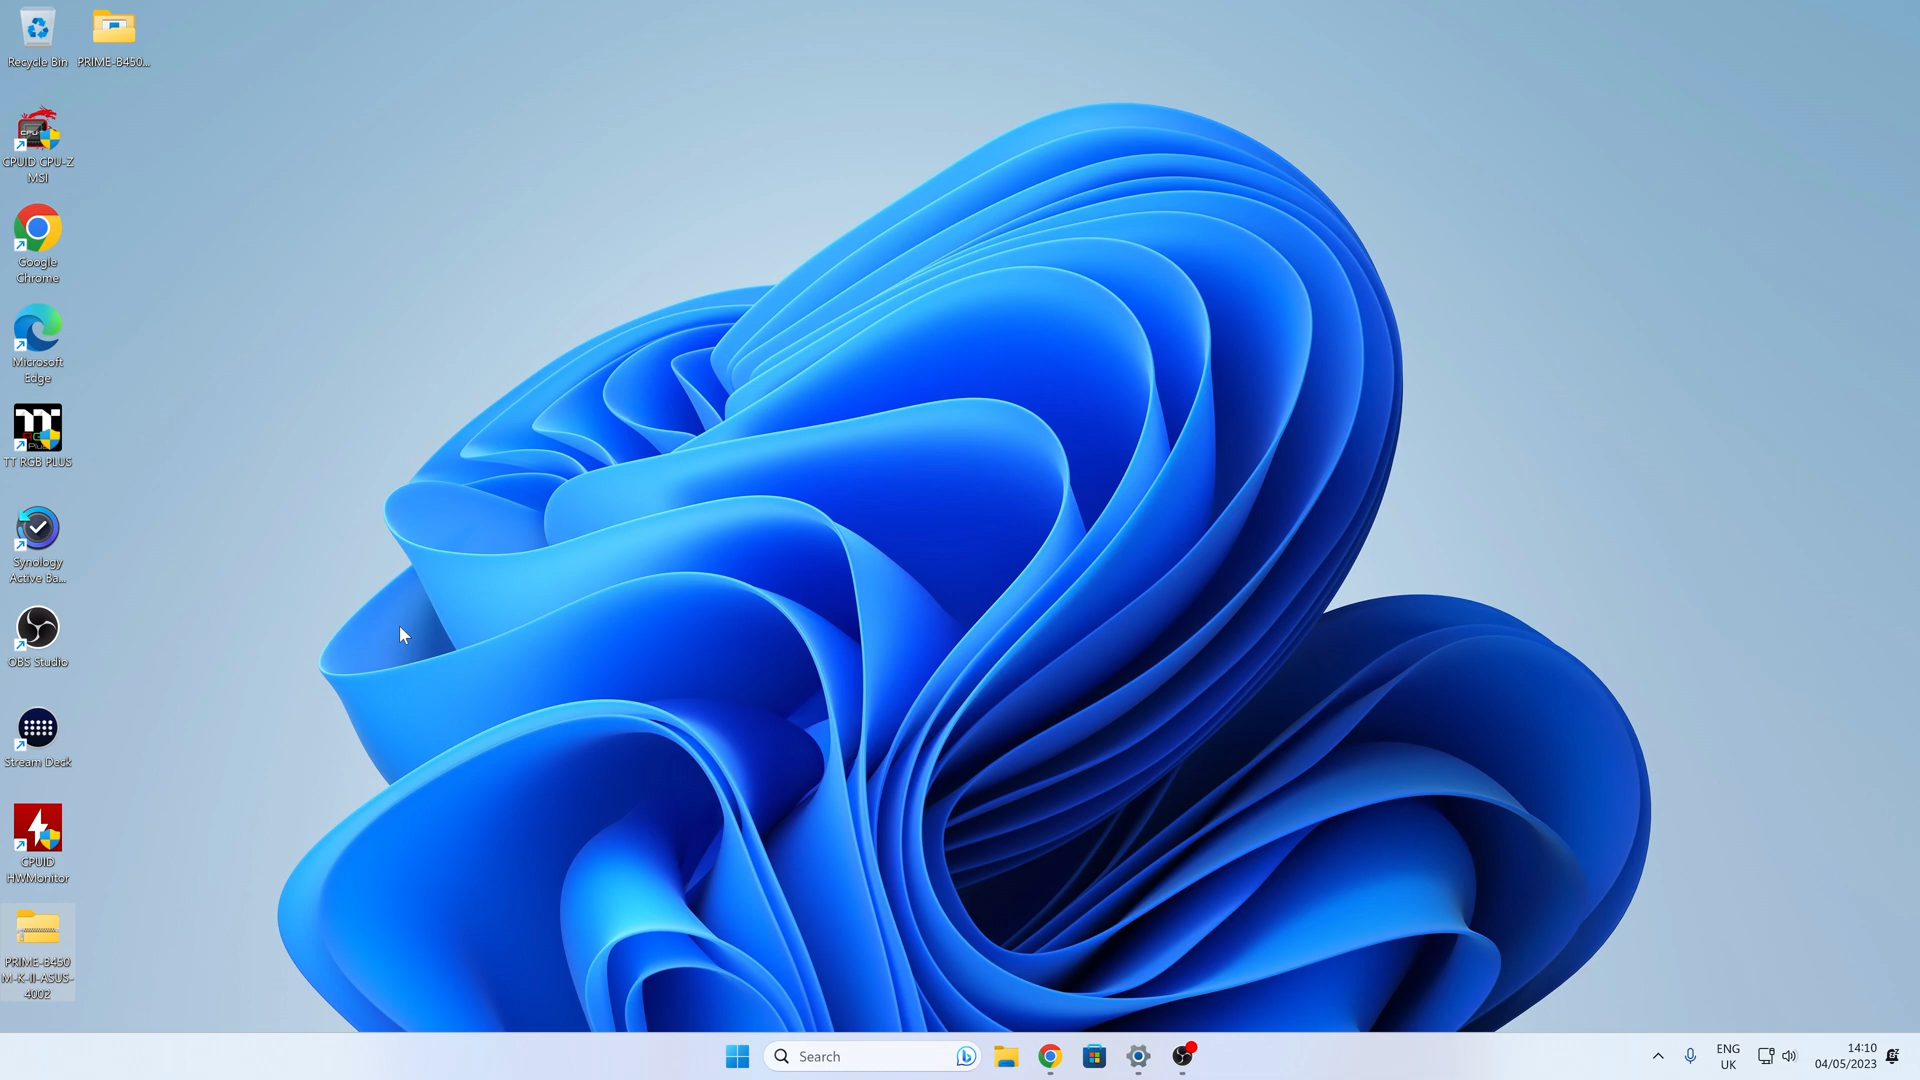 Recycle Bin
PRIME-B450...
CPUID CPU-Z
MSI
Google
Chrome
Microsoft
Edge
TT RGB PLUS
Synology
Active Ba...
OBS Studio
Stream Deck
CPUID
HWMonitor
PRIME-B450
M-K-II-ASUS-
4002
Search
ENG
UK
14:10
04/05/2023